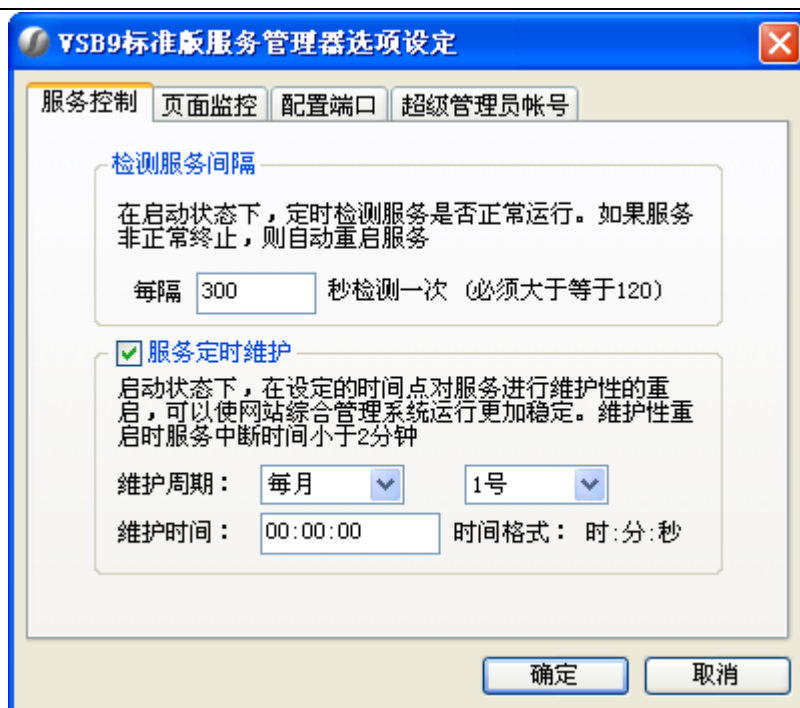 VSB9标准版服务管理器选项设定
服务控制 页面监控 配置端口 超级管理员帐号
检测服务间隔
在启动状态下，定时检测服务是否正常运行。如果服务
非正常终止，则自动重启服务
每隔 300 秒检测一次（必须大于等于120）
服务定时维护
启动状态下，在设定的时间点对服务进行维护性的重
启，可以使网站综合管理系统运行更加稳定。维护性重
启时服务中断时间小于2分钟
维护周期： 每月 1号
维护时间： 00:00:00 时间格式： 时:分:秒
确定 取消